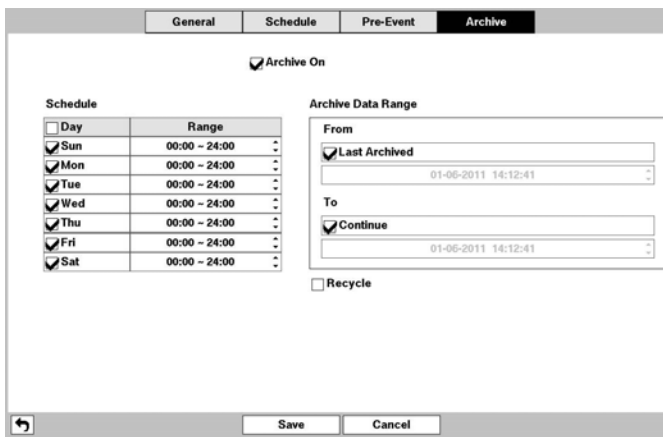 General Schedule Pre-Event Archive
Archive On
Schedule
Day Range
Sun 00:00 ~ 24:00
Mon 00:00 ~ 24:00
Tue 00:00 ~ 24:00
Wed 00:00 ~ 24:00
Thu 00:00 ~ 24:00
Fri 00:00 ~ 24:00
Sat 00:00 ~ 24:00
Archive Data Range
From
Last Archived
01-06-2011 14:12:41
To
Continue
01-06-2011 14:12:41
Recycle
Save Cancel